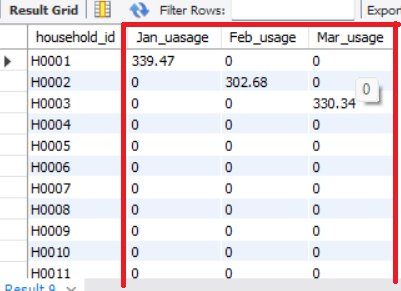 Result Grid Filter Rows: Expor
household_id Jan_uasage Feb_usage Mar_usage
H0001 339.47 0 0
H0002 0 302.68 0
0
H0003 0 0 330.34
H0004 0 0 0
H0005 0 0 0
H0006 0 0 0
H0007 0 0 0
H0008 0 0 0
H0009 0 0 0
H0010 0 0 0
H0011 0 0 0
Result 9